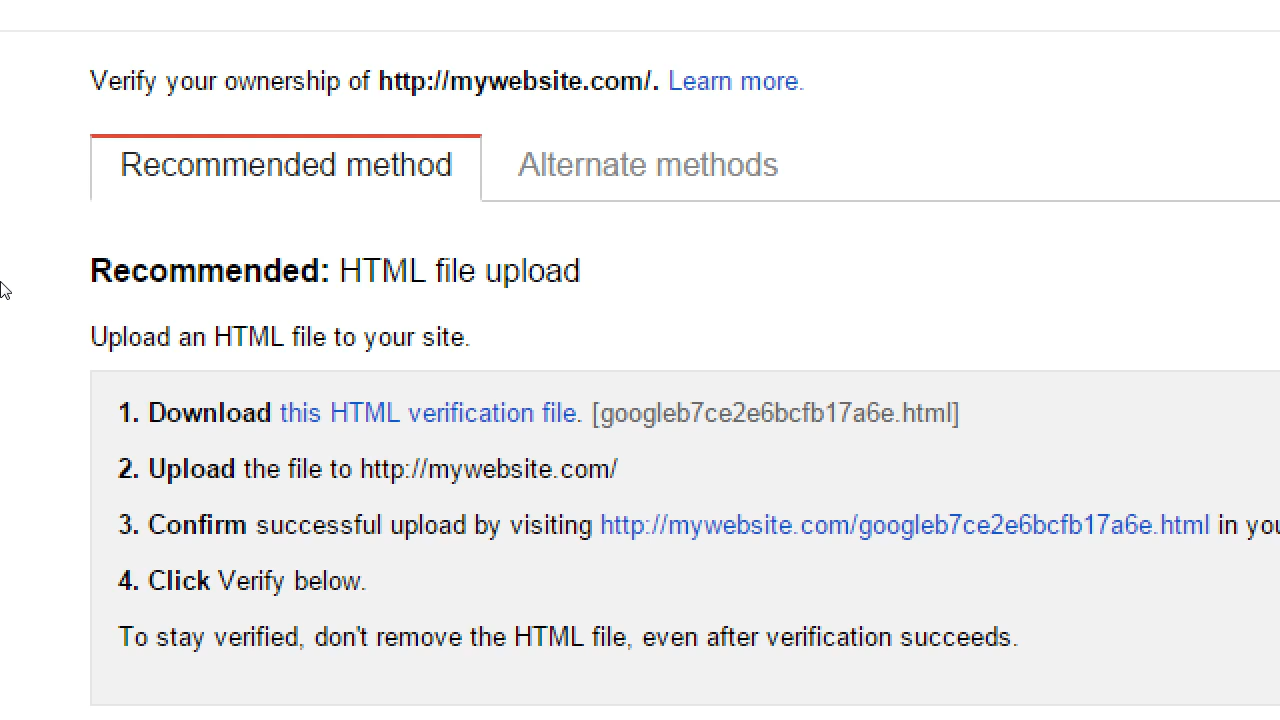 Verify your ownership of http://mywebsite.com/. Learn more.
Recommended method Alternate methods
Recommended: HTML file upload
Upload an HTML file to your site.
1. Download this HTML verification file. [googleb7ce2e6bcfb17a6e.html]
2. Upload the file to http://mywebsite.com/
3. Confirm successful upload by visiting http://mywebsite.com/googleb7ce2e6bcfb17a6e.html in
4. Click Verify below.
To stay verified, don't remove the HTML file, even after verification succeeds.